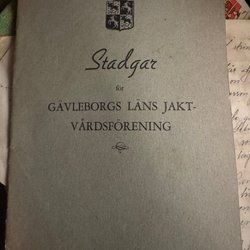 Stadgar
för
GÄVLEBORGS LÄNS JAKT-
VÅRDSFÖRENING